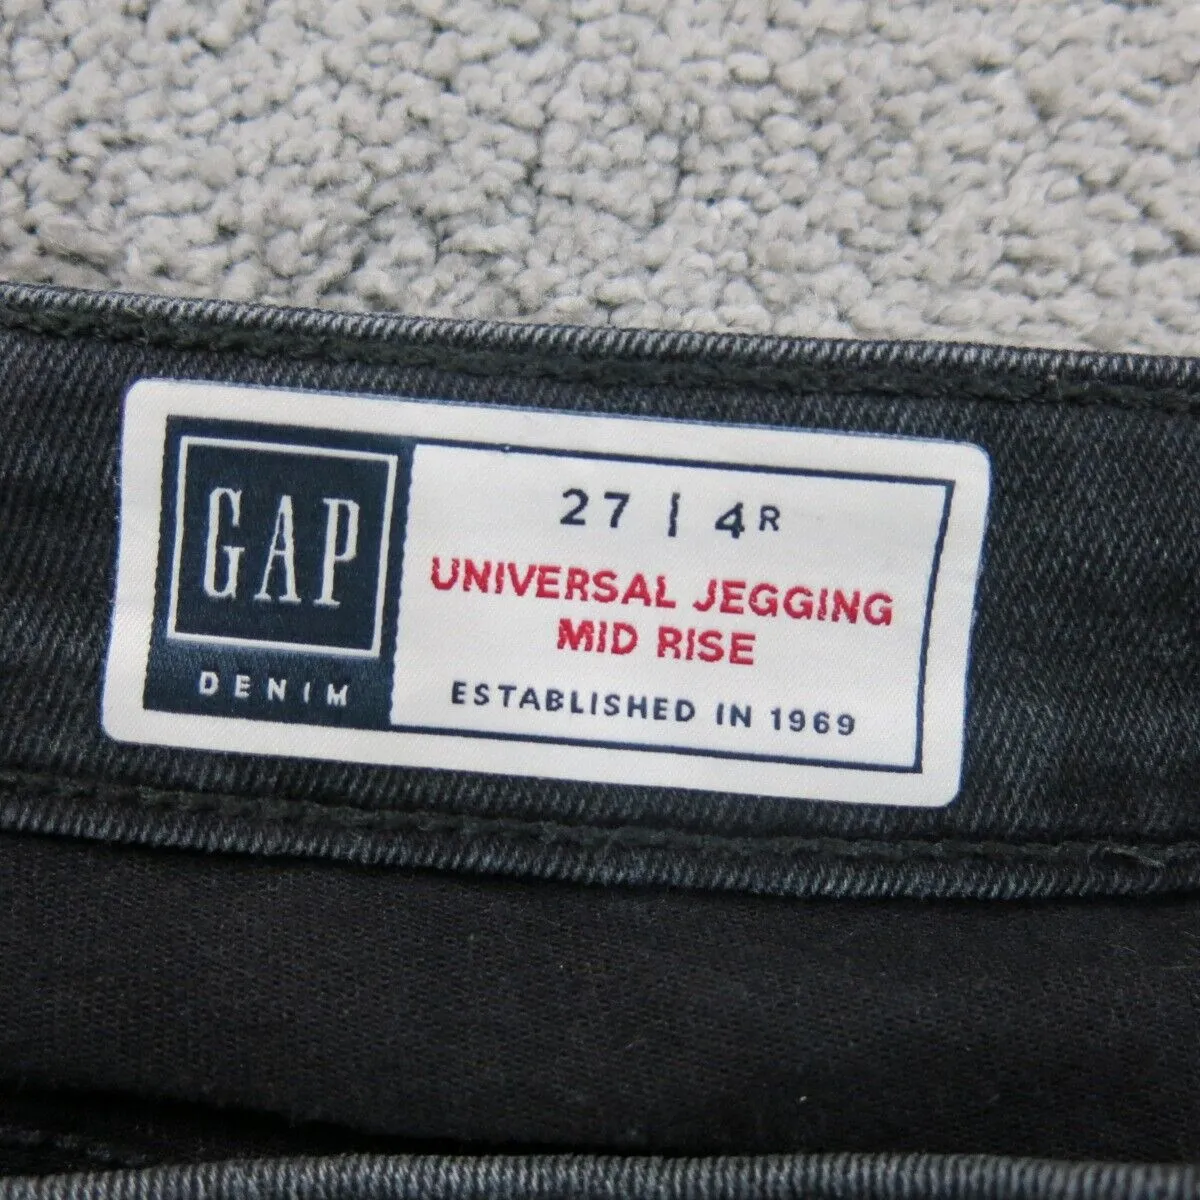 GAP
DENIM
27 | 4R
UNIVERSAL JEGGING
MID RISE
ESTABLISHED IN 1969